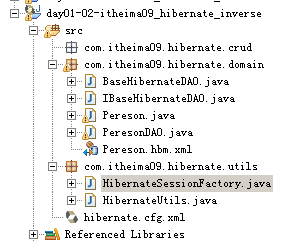 day01-02-itheima09_hibernate_inverse
src
com.itheima09.hibernate.crud
com.itheima09.hibernate.domain
BaseHibernateDAO.java
IBaseHibernateDAO.java
Pereson.java
PeresonDAO.java
Pereson.hbm.xml
com.itheima09.hibernate.utils
HibernateSessionFactory.java
HibernateUtils.java
hibernate.cfg.xml
Referenced Libraries